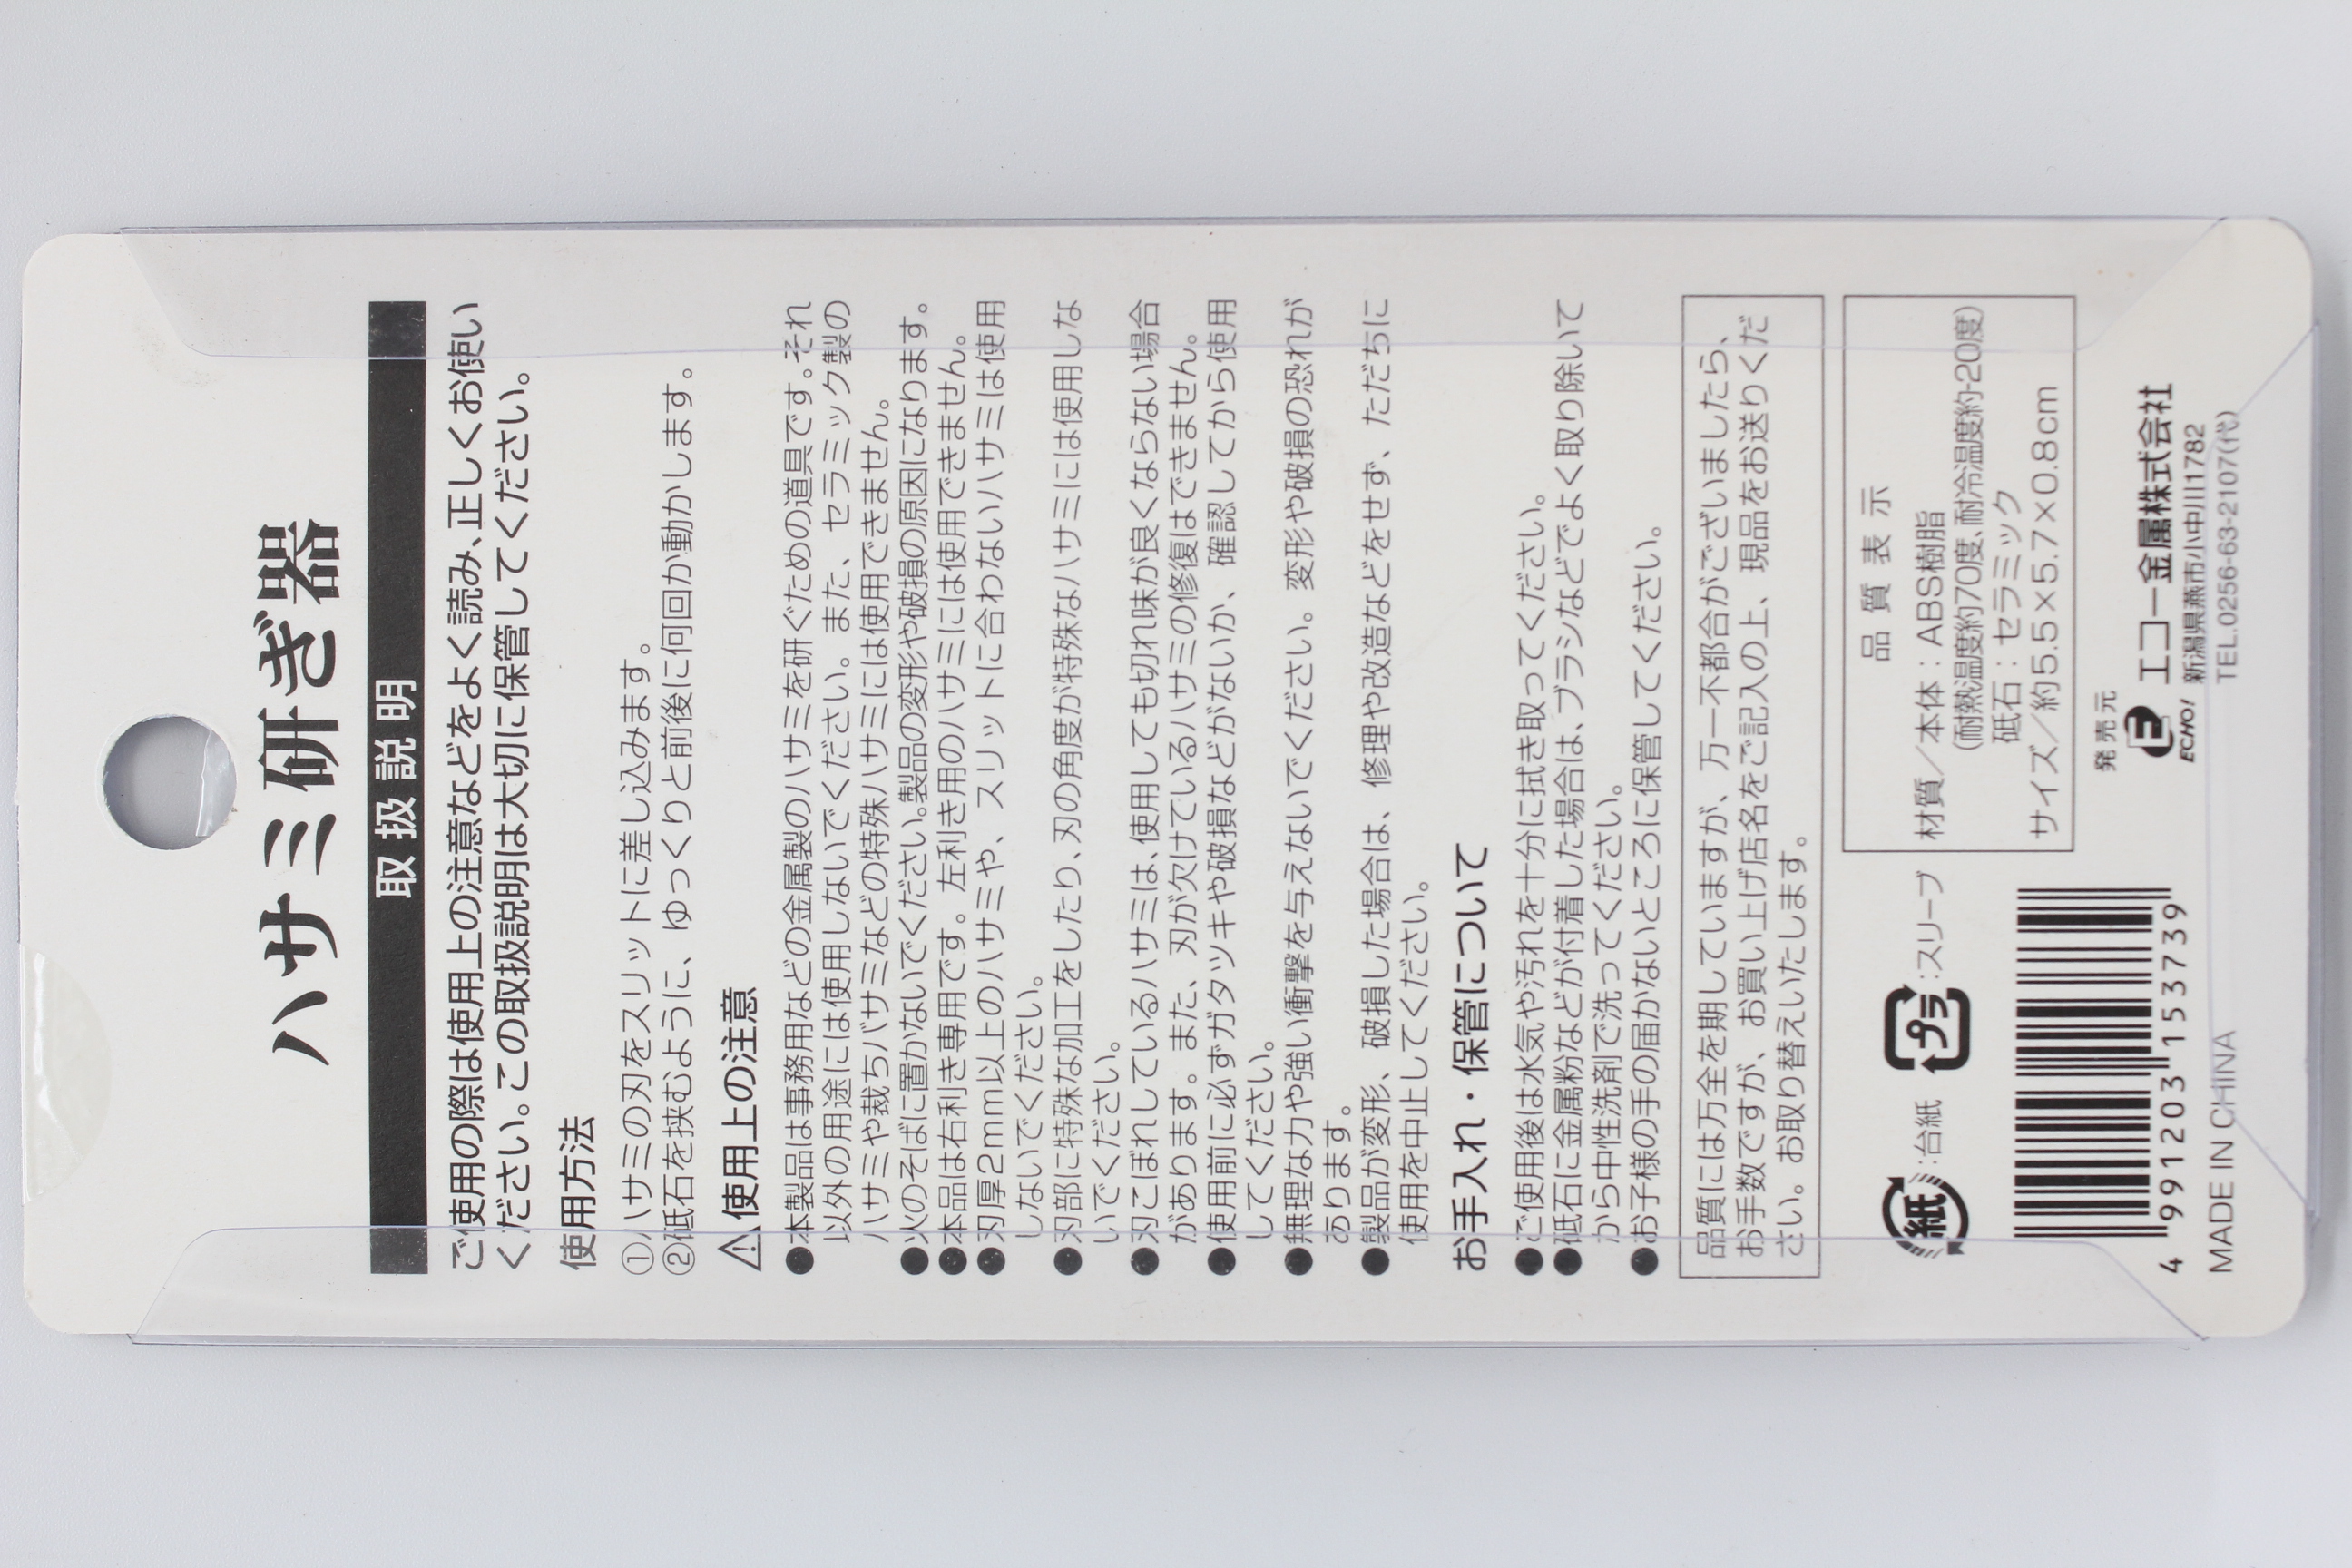 ハサミ研ぎ器
取扱説明
ご使用の際は使用上の注意などをよく読み、正しくお使い
ください。この取扱説明は大切に保管してください。
使用方法
①ハサミの刃をスリットに差し込みます。
②砥石を挟むように、ゆっくりと前後に何回か動かします。
⚠使用上の注意
●本製品は事務用などの金属製のハサミを研ぐための道具です。それ
以外の用途には使用しないでください。また、セラミック製の
ハサミや裁ちバサミなどの特殊ハサミには使用できません。
●火のそばに置かないでください。製品の変形や破損の原因になります。
●本品は右利き専用です。左利き用のハサミには使用できません。
●刃厚2mm以上のハサミや、スリットに合わないハサミは使用
しないでください。
●刃部に特殊な加工をしたり、刃の角度が特殊なハサミには使用しな
いでください。
●刃こぼれしているハサミは、使用しても切れ味が良くならない場合
があります。また、刃が欠けているハサミの修復はできません。
●使用前に必ずガタツキや破損などがないか、確認してから使用
してください。
●無理な力や強い衝撃を与えないでください。変形や破損の恐れが
あります。
●製品が変形、破損した場合は、修理や改造などをせず、ただちに
使用を中止してください。
お手入れ・保管について
●ご使用後は水気や汚れを十分に拭き取ってください。
●砥石に金属粉などが付着した場合は、ブラシなどでよく取り除いて
から中性洗剤で洗ってください。
●お子様の手の届かないところに保管してください。
品質には万全を期していますが、万一不都合がございましたら、
お手数ですが、お買い上げ店名をご記入の上、現品をお送りくだ
さい。お取り替えいたします。
紙:台紙 プラ:スリーブ
品質表示
材質／本体：ABS樹脂
(耐熱温度約70度、耐冷温度約-20度)
砥石：セラミック
サイズ／約5.5×5.7×0.8cm
4 991203 153739
MADE IN CHINA
発売元
E ECHO!
エコー金属株式会社
新潟県燕市小中川1782
TEL.0256-63-2107(代)